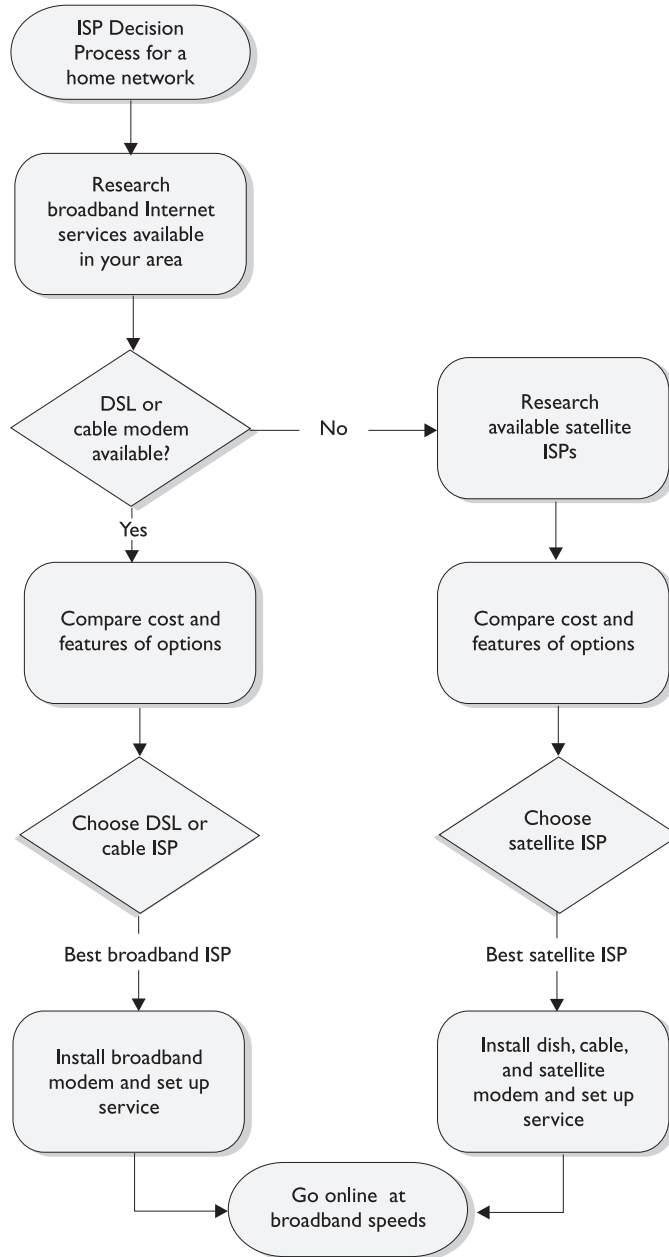 ISP Decision
Process for a
home network
Research
broadband Internet
services available
in your area
DSL or
cable modem
available?
No
Research
available satellite
ISPs
Yes
Compare cost and
features of options
Compare cost and
features of options
Choose DSL or
cable ISP
Choose
satellite ISP
Best broadband ISP
Best satellite ISP
Install broadband
modem and set up
service
Install dish, cable,
and satellite
modem and set up
service
Go online at
broadband speeds